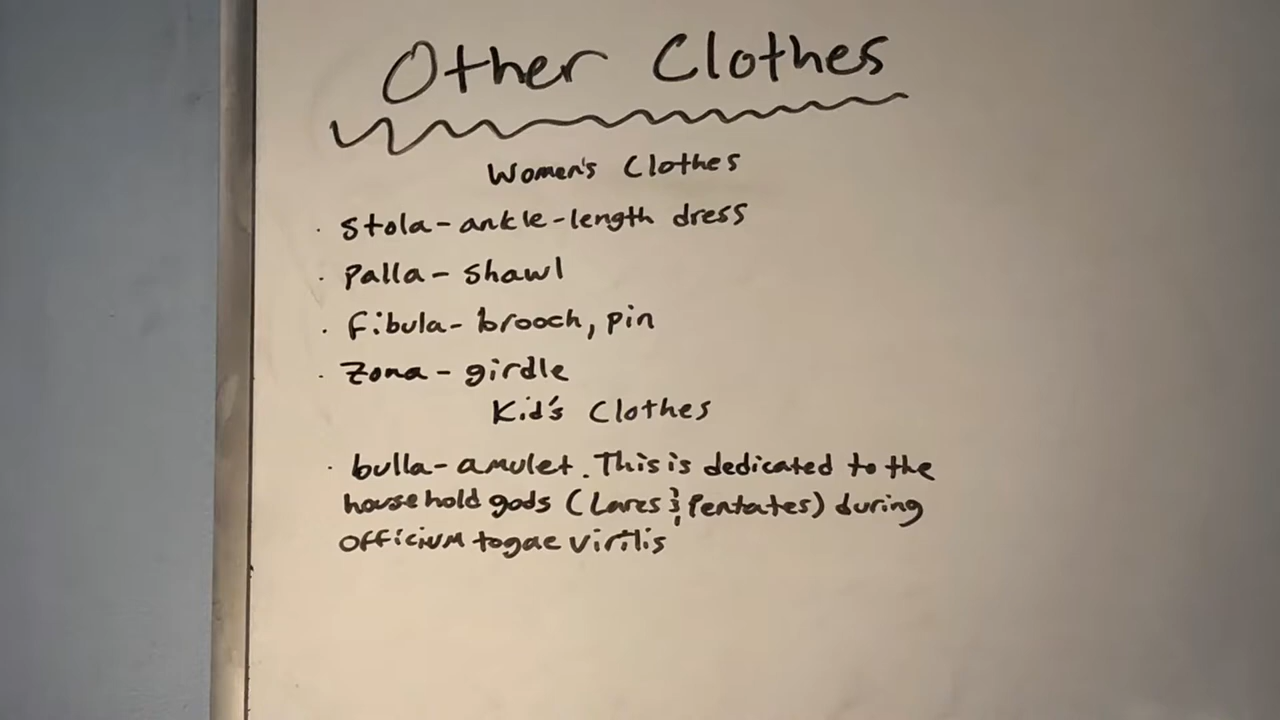 Other Clothes
Women's Clothes
· Stola - ankle-length dress
· Palla - Shawl
· Fibula - brooch, pin
· Zona - girdle
Kid's Clothes
· bulla - amulet. This is dedicated to the
household gods (Lares & Pentates) during
officium togae virilis